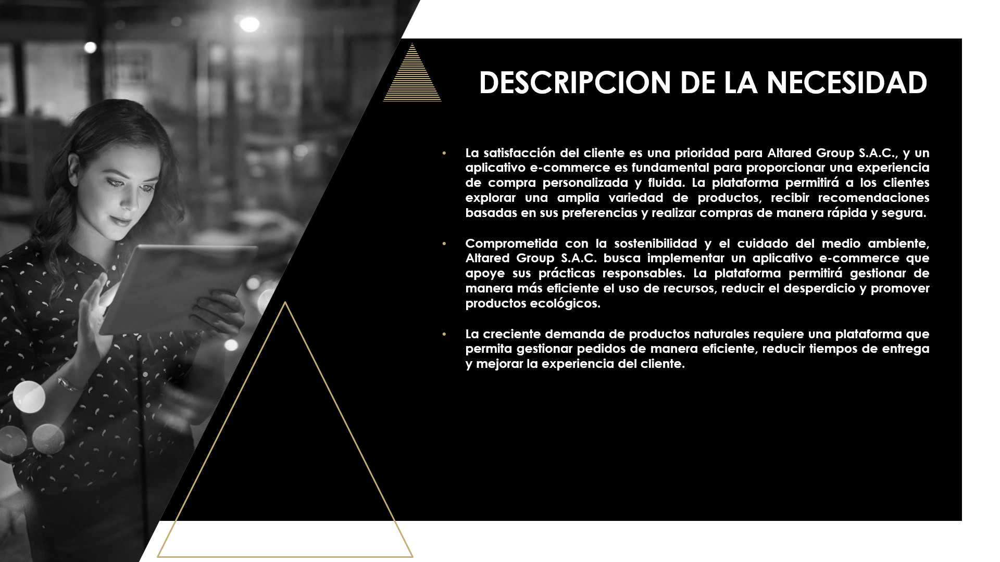 DESCRIPCION DE LA NECESIDAD
• La satisfacción del cliente es una prioridad para Altared Group S.A.C., y un
aplicativo e-commerce es fundamental para proporcionar una experiencia
de compra personalizada y fluida. La plataforma permitirá a los clientes
explorar una amplia variedad de productos, recibir recomendaciones
basadas en sus preferencias y realizar compras de manera rápida y segura.
• Comprometida con la sostenibilidad y el cuidado del medio ambiente,
Altared Group S.A.C. busca implementar un aplicativo e-commerce que
apoye sus prácticas responsables. La plataforma permitirá gestionar de
manera más eficiente el uso de recursos, reducir el desperdicio y promover
productos ecológicos.
• La creciente demanda de productos naturales requiere una plataforma que
permita gestionar pedidos de manera eficiente, reducir tiempos de entrega
y mejorar la experiencia del cliente.